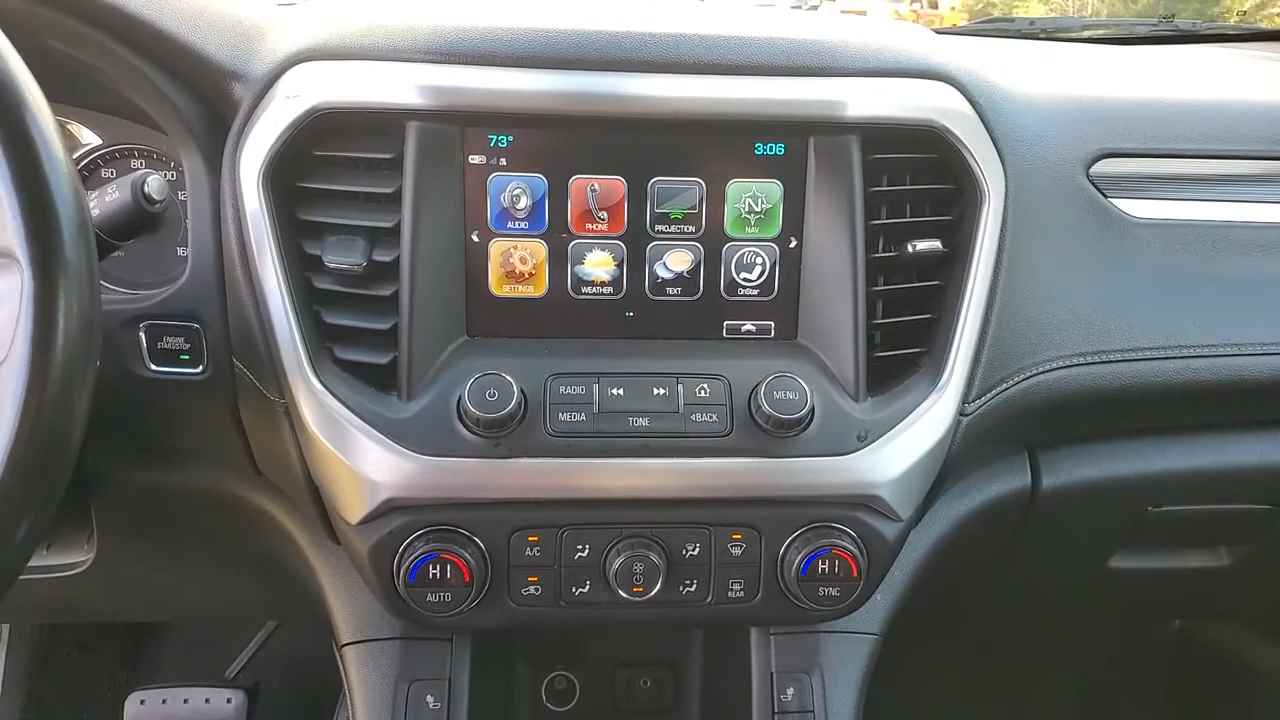 73°
3:06
AUDIO
PHONE
PROJECTION
NAV
N
SETTINGS
WEATHER
TEXT
OnStar
60
80
100
REAR
ENGINE
START/STOP
RADIO
MEDIA
TONE
BACK
MENU
HI
AUTO
A/C
REAR
HI
SYNC